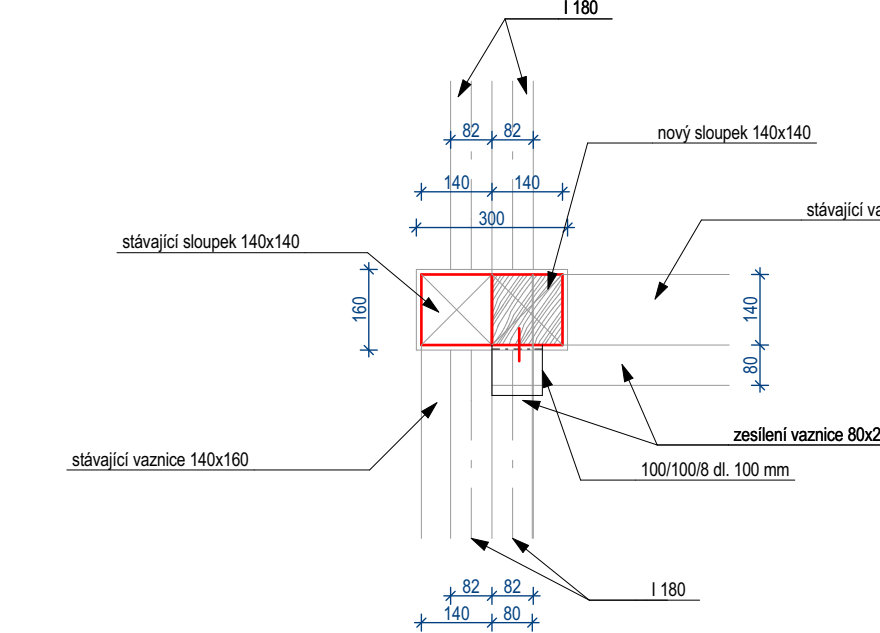 I 180
82 82
nový sloupek 140x140
140 140
stávající va
300
stávající sloupek 140x140
160
140
80
zesílení vaznice 80x2
stávající vaznice 140x160
100/100/8 dl. 100 mm
I 180
82 82
140 80